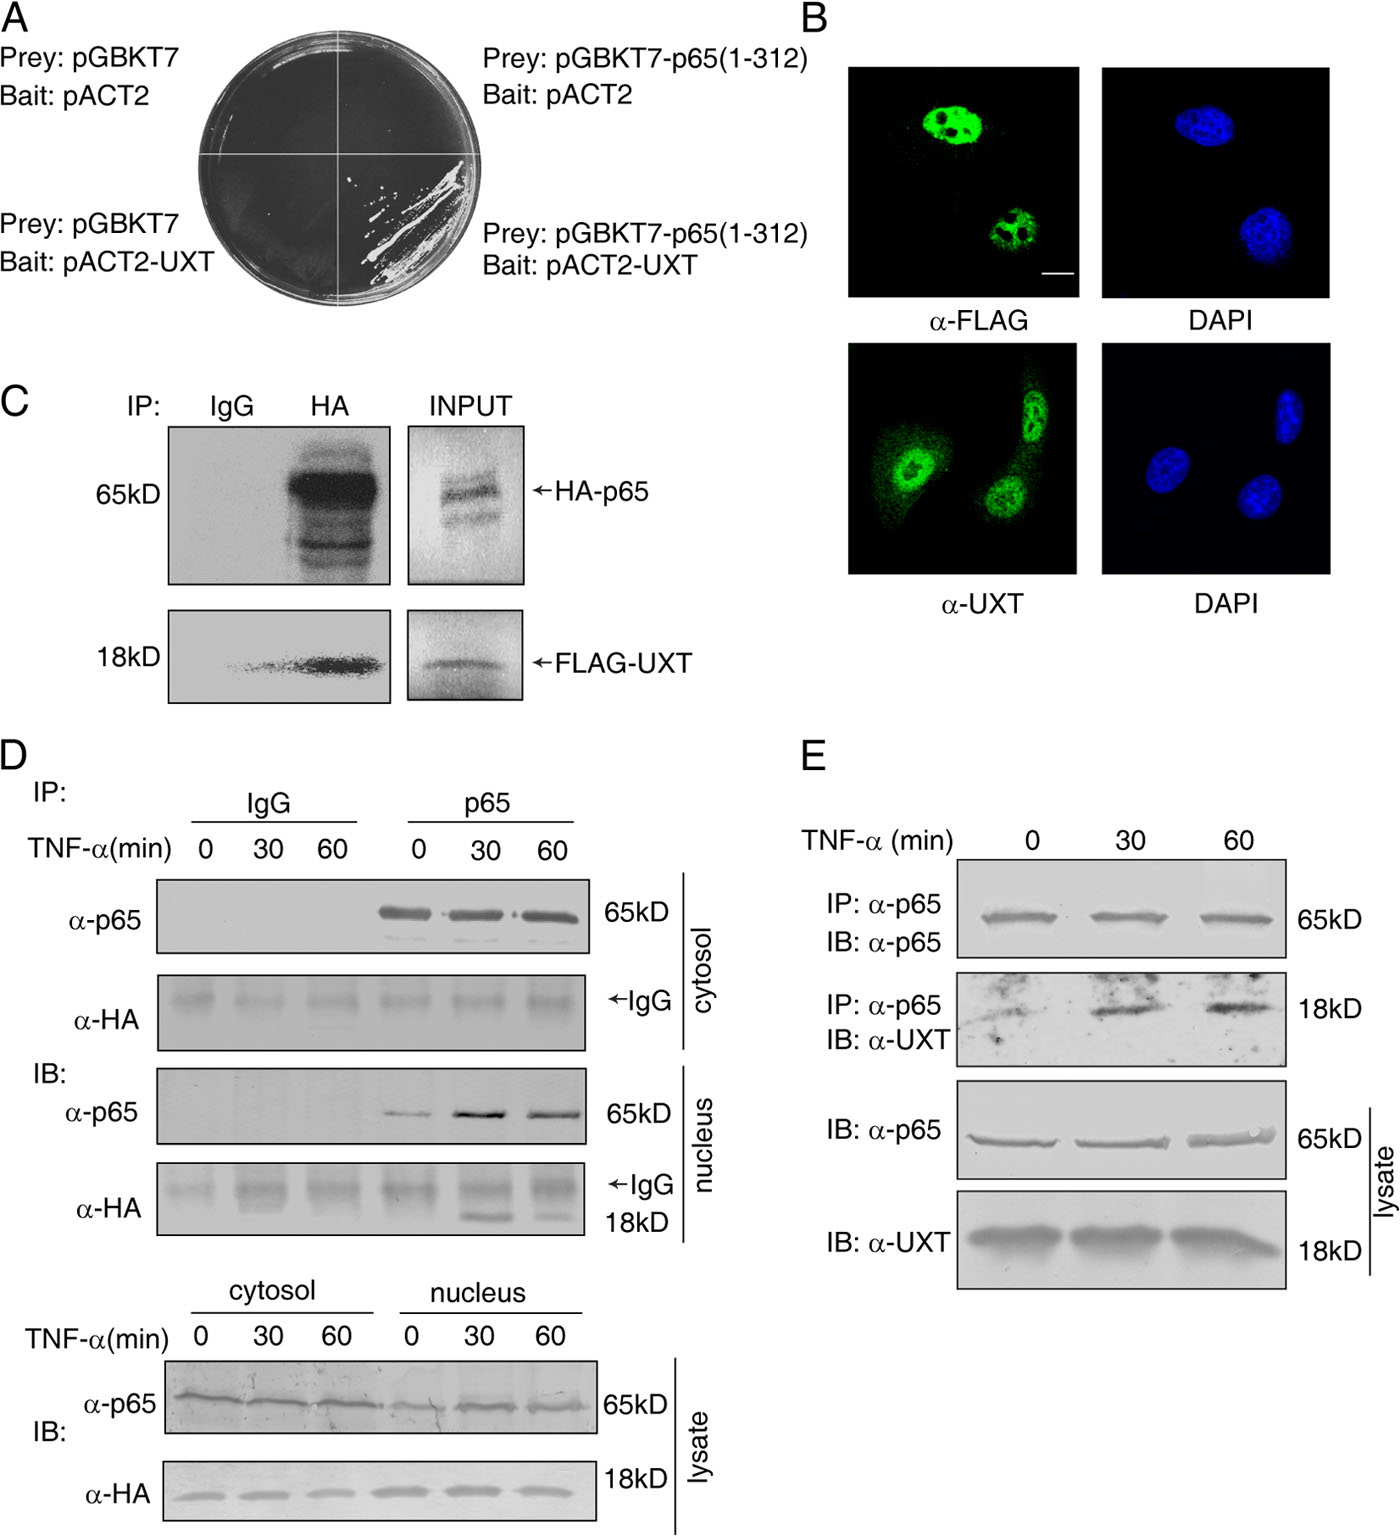 A
Prey: pGBKT7
Bait: pACT2
Prey: pGBKT7-p65(1-312)
Bait: pACT2
Prey: pGBKT7
Bait: pACT2-UXT
Prey: pGBKT7-p65(1-312)
Bait: pACT2-UXT
B
α-FLAG DAPI
α-UXT DAPI
C
IP: IgG HA INPUT
65kD ←HA-p65
18kD ←FLAG-UXT
D
IP:
IgG p65
TNF-α(min) 0 30 60 0 30 60
α-p65 65kD
α-HA ←IgG
cytosol
IB:
α-p65 65kD
α-HA ←IgG
18kD
nucleus
cytosol nucleus
TNF-α(min) 0 30 60 0 30 60
α-p65 65kD
IB:
α-HA 18kD
lysate
E
TNF-α (min) 0 30 60
IP: α-p65
IB: α-p65 65kD
IP: α-p65
IB: α-UXT 18kD
IB: α-p65 65kD
IB: α-UXT 18kD
lysate